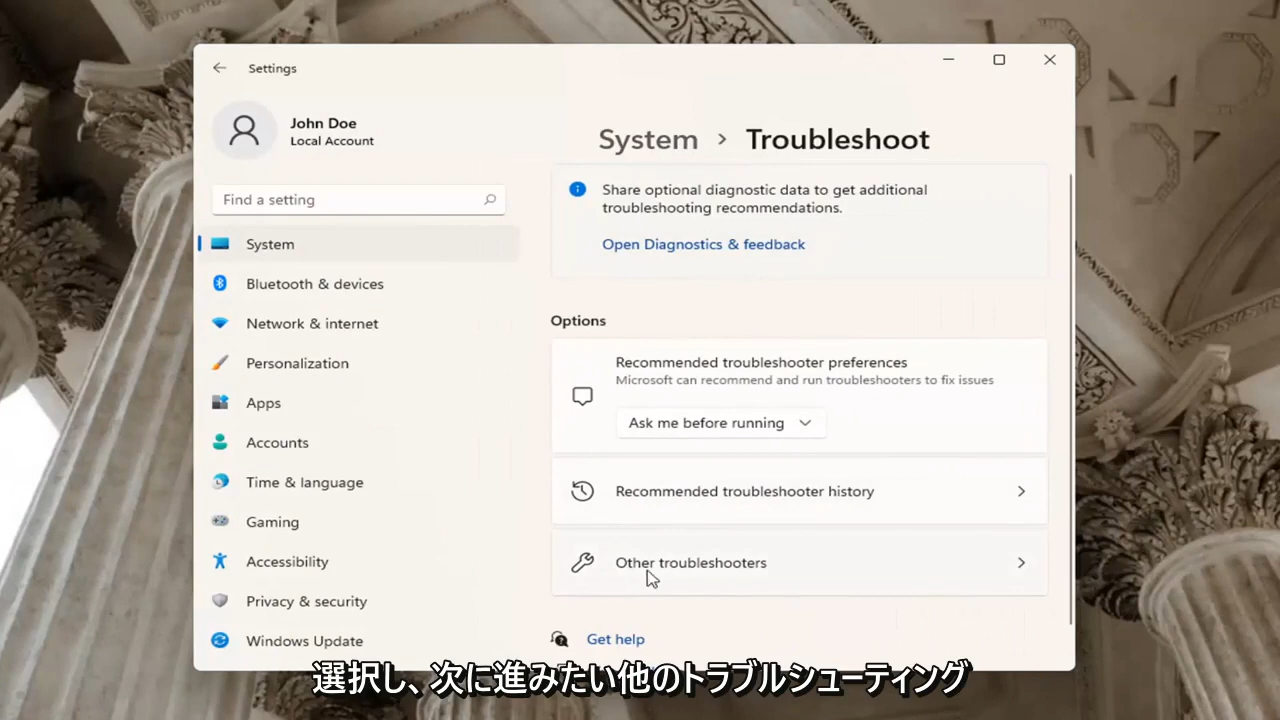 Settings
John Doe
Local Account
Find a setting
System
Bluetooth & devices
Network & internet
Personalization
Apps
Accounts
Time & language
Gaming
Accessibility
Privacy & security
Windows Update
System › Troubleshoot
Share optional diagnostic data to get additional
troubleshooting recommendations.
Open Diagnostics & feedback
Options
Recommended troubleshooter preferences
Microsoft can recommend and run troubleshooters to fix issues
Ask me before running
Recommended troubleshooter history
Other troubleshooters
Get help
選択し、次に進みたい他のトラブルシューティング